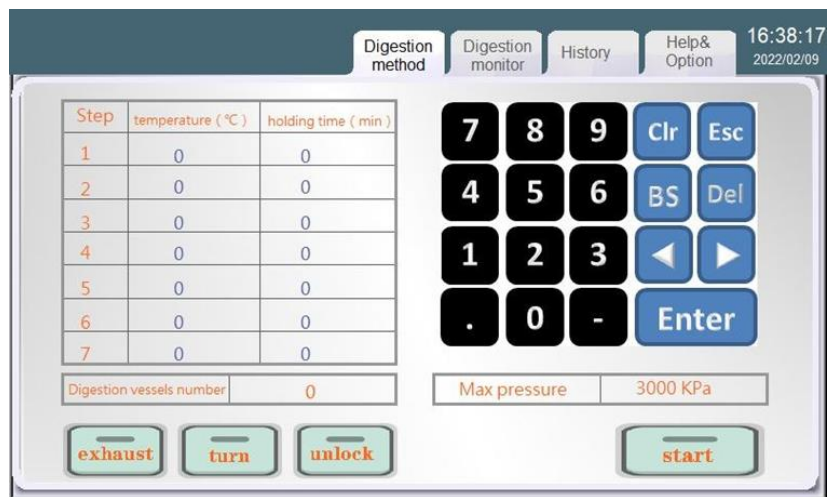 Digestion method
Digestion monitor
History
Help& Option
16:38:17
2022/02/09
Step temperature ( ℃ ) holding time ( min )
1 0 0
2 0 0
3 0 0
4 0 0
5 0 0
6 0 0
7 0 0
Digestion vessels number 0
7 8 9 Clr Esc
4 5 6 BS Del
1 2 3
. 0 - Enter
Max pressure 3000 KPa
exhaust turn unlock start